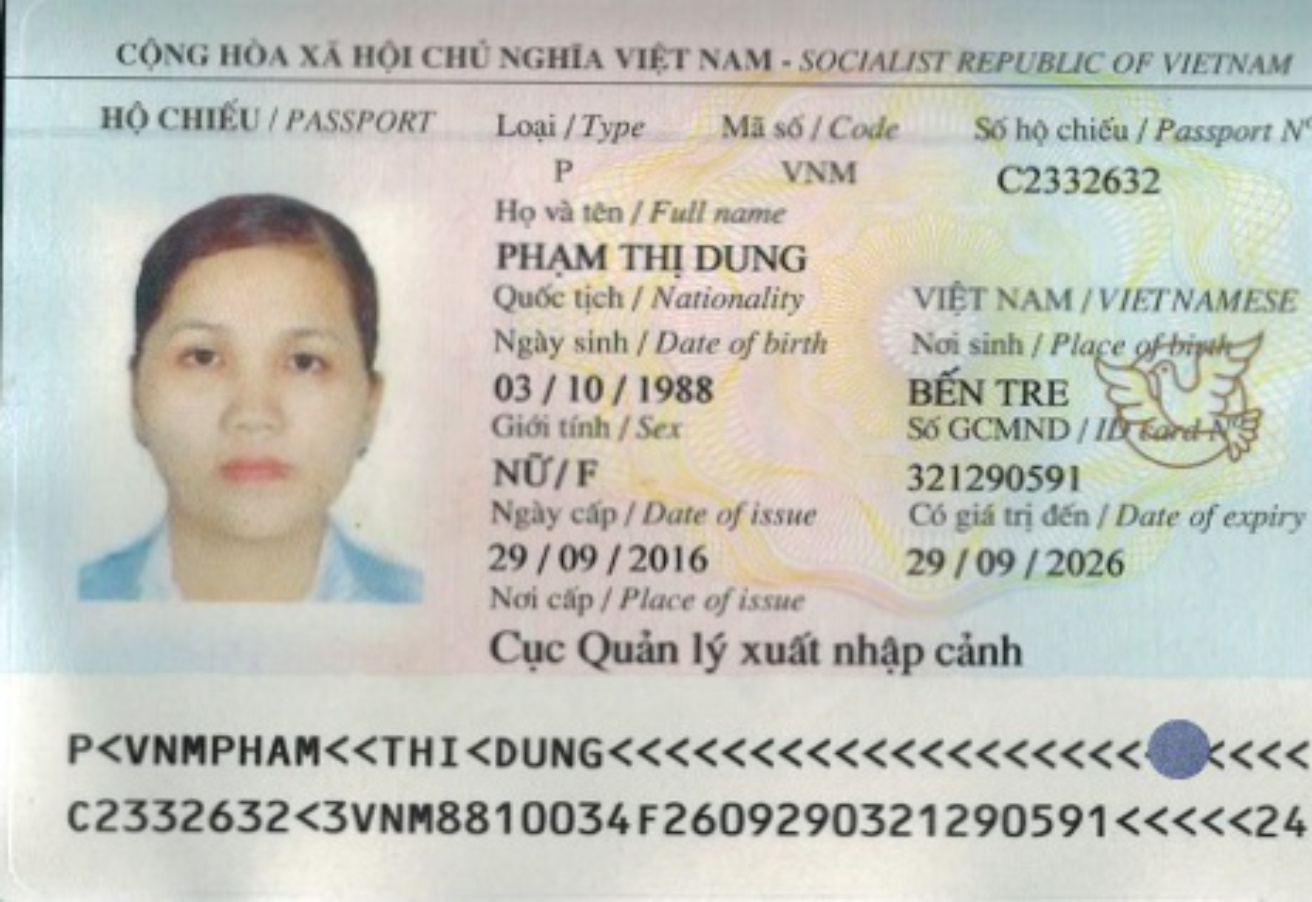 CỘNG HÒA XÃ HỘI CHỦ NGHĨA VIỆT NAM - SOCIALIST REPUBLIC OF VIETNAM
HỘ CHIẾU / PASSPORT
Loại / Type Mã số / Code Số hộ chiếu / Passport Nº
P VNM C2332632
Họ và tên / Full name
PHẠM THỊ DUNG
Quốc tịch / Nationality VIỆT NAM / VIETNAMESE
Ngày sinh / Date of birth Nơi sinh / Place of birth
03 / 10 / 1988 BẾN TRE
Giới tính / Sex Số GCMND / ID card Nº
NỮ / F 321290591
Ngày cấp / Date of issue Có giá trị đến / Date of expiry
29 / 09 / 2016 29 / 09 / 2026
Nơi cấp / Place of issue
Cục Quản lý xuất nhập cảnh
P<VNMPHAM<<THI<DUNG<<<<<<<<<<<<<<<<<<<<<<<<<
C2332632<3VNM8810034F2609290321290591<<<<<24